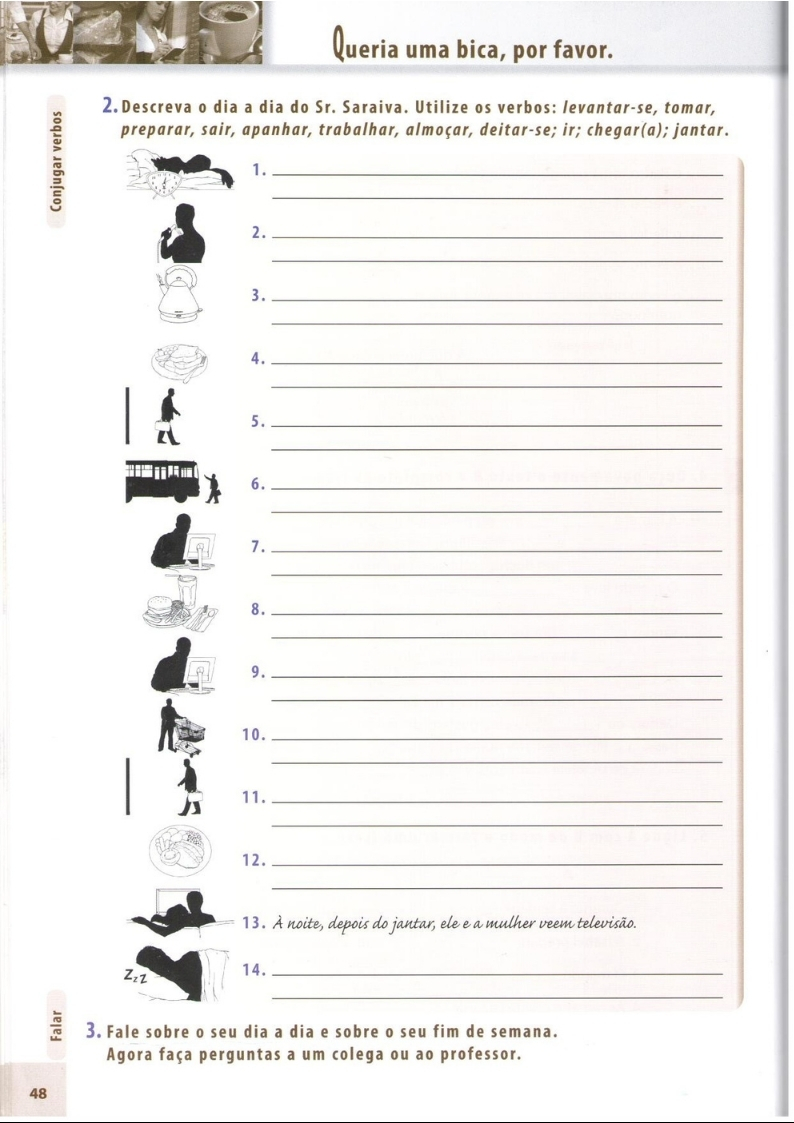 Queria uma bica, por favor.
Conjugar verbos
2. Descreva o dia a dia do Sr. Saraiva. Utilize os verbos: levantar-se, tomar,
preparar, sair, apanhar, trabalhar, almoçar, deitar-se; ir; chegar(a); jantar.
1.
2.
3.
4.
5.
6.
7.
8.
9.
10.
11.
12.
13. À noite, depois do jantar, ele e a mulher veem televisão.
ZzZ
14.
Falar
3. Fale sobre o seu dia a dia e sobre o seu fim de semana.
Agora faça perguntas a um colega ou ao professor.
48